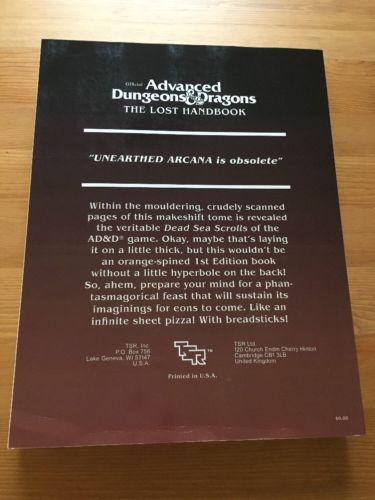 Official
Advanced
Dungeons & Dragons
THE LOST HANDBOOK
"UNEARTHED ARCANA is obsolete"
Within the mouldering, crudely scanned
pages of this makeshift tome is revealed
the veritable Dead Sea Scrolls of the
AD&D® game. Okay, maybe that's laying
it on a little thick, but this wouldn't be
an orange-spined 1st Edition book
without a little hyperbole on the back!
So, ahem, prepare your mind for a phan-
tasmagorical feast that will sustain its
imaginings for eons to come. Like an
infinite sheet pizza! With breadsticks!
TSR, Inc.
P.O. Box 756
Lake Geneva, WI 53147
U.S.A.
TSR™
TSR Ltd.
120 Church End, Cherry Hinton
Cambridge CB1 3LB
United Kingdom
Printed in U.S.A.